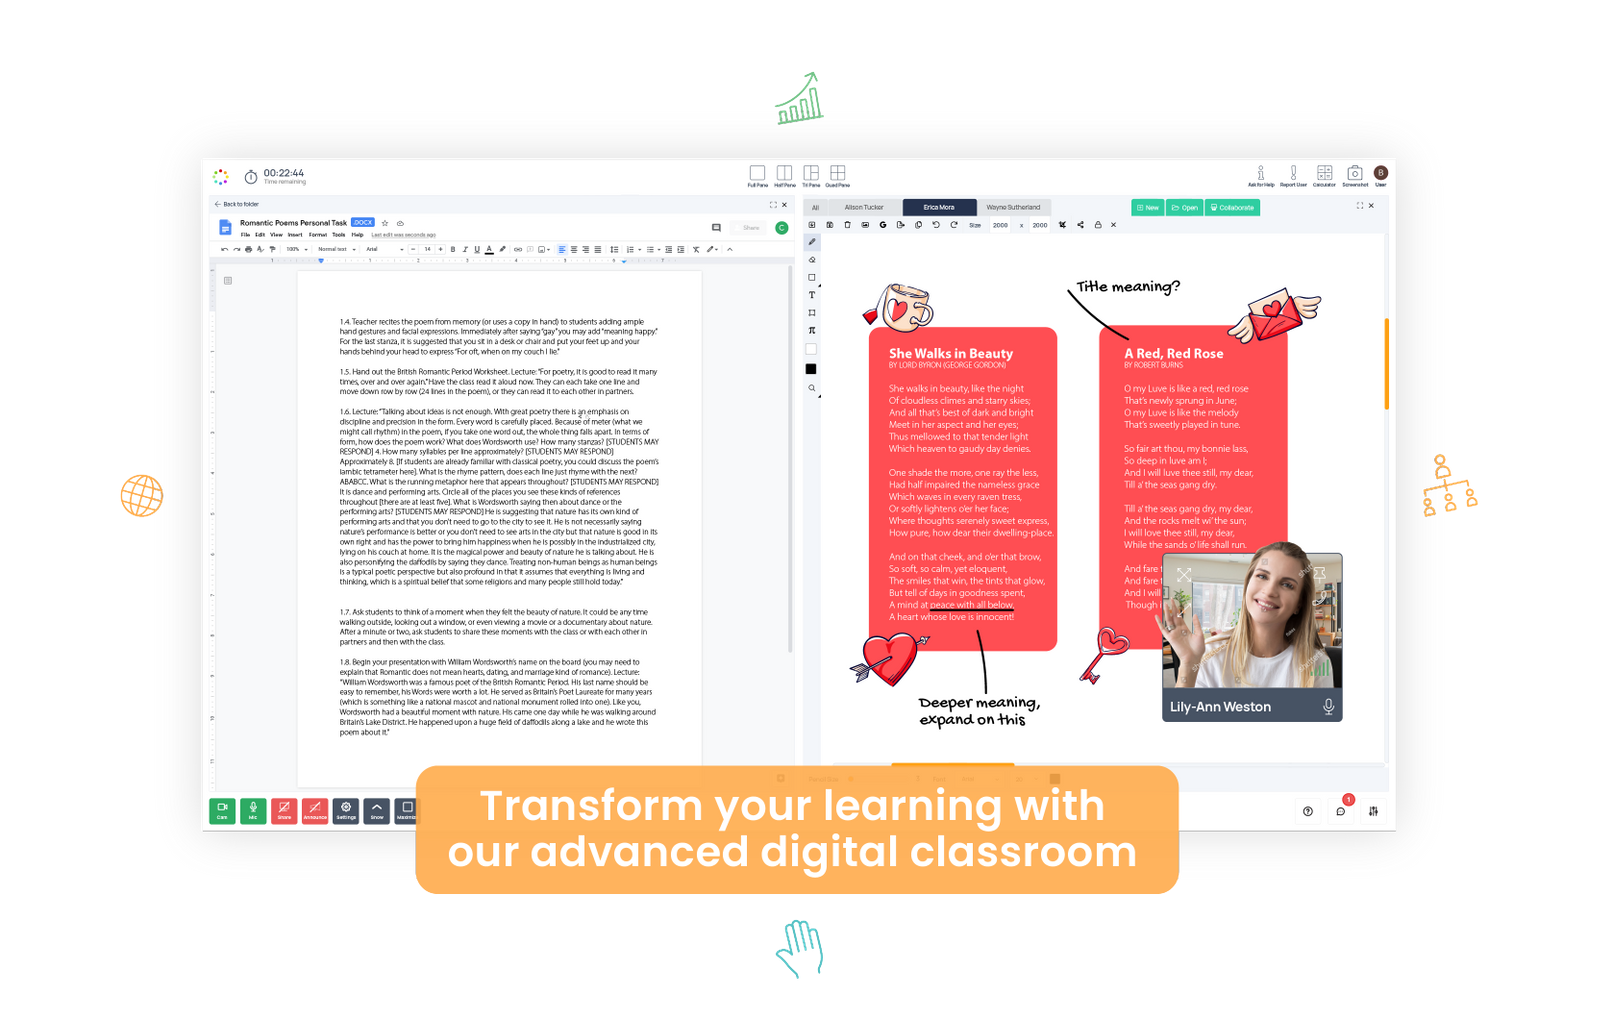 00:22:44
Time remaining
Full Pane
Half Pane
Tri Pane
Quad Pane
Ask for Help
Report User
Calculator
Screenshot
B
User
Back to folder
Romantic Poems Personal Task
.DOCX
File Edit View Insert Format Tools Help
Last edit was seconds ago
Share
C
100%
Normal text
Arial
14
1.4. Teacher recites the poem from memory (or uses a copy in hand) to students adding ample
hand gestures and facial expressions. Immediately after saying "gay" you may add "meaning happy."
For the last stanza, it is suggested that you sit in a desk or chair and put your feet up and your
hands behind your head to express "For oft, when on my couch I lie."
1.5. Hand out the British Romantic Period Worksheet. Lecture: "For poetry, it is good to read it many
times, over and over again." Have the class read it aloud now. They can each take one line and
move down row by row (24 lines in the poem), or they can read it to each other in partners.
1.6. Lecture: "Talking about ideas is not enough. With great poetry there is an emphasis on
discipline and precision in the form. Every word is carefully placed. Because of meter (what we
might call rhythm) in the poem, if you take one word out, the whole thing falls apart. In terms of
form, how does the poem work? What does Wordsworth use? How many stanzas? [STUDENTS MAY
RESPOND] 4. How many syllables per line approximately? [STUDENTS MAY RESPOND]
Approximately 8. [If students are already familiar with classical poetry, you could discuss the poem's
iambic tetrameter here]. What is the rhyme pattern, does each line just rhyme with the next?
ABABCC. What is the running metaphor here that appears throughout? [STUDENTS MAY RESPOND]
It is dance and performing arts. Circle all of the places you see these kinds of references
throughout [there are at least five]. What is Wordsworth saying then about dance or the
performing arts? [STUDENTS MAY RESPOND] He is suggesting that nature has its own kind of
performing arts and that you don't need to go to the city to see it. He is not necessarily saying
nature's performance is better or you don't need to see arts in the city but that nature is good in its
own right and has the power to bring him happiness when he is possibly in the industrialized city,
lying on his couch at home. It is the magical power and beauty of nature he is talking about. He is
also personifying the daffodils by saying they dance. Treating non-human beings as human beings
is a typical poetic perspective but also profound in that it assumes that everything is living and
thinking, which is a spiritual belief that some religions and many people still hold today."
1.7. Ask students to think of a moment when they felt the beauty of nature. It could be any time
walking outside, looking out a window, or even viewing a movie or a documentary about nature.
After a minute or two, ask students to share these moments with the class or with each other in
partners and then with the class.
1.8. Begin your presentation with William Wordsworth's name on the board (you may need to
explain that Romantic does not mean hearts, dating, and marriage kind of romance). Lecture:
"William Wordsworth was a famous poet of the British Romantic Period. His last name should be
easy to remember, his Words were worth a lot. He served as Britain's Poet Laureate for many years
(which is something like a national mascot and national monument rolled into one). Like you,
Wordsworth had a beautiful moment with nature. His came one day while he was walking around
Britain's Lake District. He happened upon a huge field of daffodils along a lake and he wrote this
poem about it."
All
Alison Tucker
Erica Mora
Wayne Sutherland
New
Open
Collaborate
Size 2000 x 2000
Title meaning?
She Walks in Beauty
BY LORD BYRON (GEORGE GORDON)
She walks in beauty, like the night
Of cloudless climes and starry skies;
And all that's best of dark and bright
Meet in her aspect and her eyes;
Thus mellowed to that tender light
Which heaven to gaudy day denies.
One shade the more, one ray the less,
Had half impaired the nameless grace
Which waves in every raven tress,
Or softly lightens o'er her face;
Where thoughts serenely sweet express,
How pure, how dear their dwelling-place.
And on that cheek, and o'er that brow,
So soft, so calm, yet eloquent,
The smiles that win, the tints that glow,
But tell of days in goodness spent,
A mind at peace with all below,
A heart whose love is innocent!
Deeper meaning,
expand on this
A Red, Red Rose
BY ROBERT BURNS
O my Luve is like a red, red rose
That's newly sprung in June;
O my Luve is like the melody
That's sweetly played in tune.
So fair art thou, my bonnie lass,
So deep in luve am I;
And I will luve thee still, my dear,
Till a' the seas gang dry.
Till a' the seas gang dry, my dear,
And the rocks melt wi' the sun;
I will love thee still, my dear,
While the sands o' life shall run.
And fare
And fare
And I will
Though i
Lily-Ann Weston
Cam
Mic
Share
Announce
Settings
Show
1
Transform your learning with
our advanced digital classroom